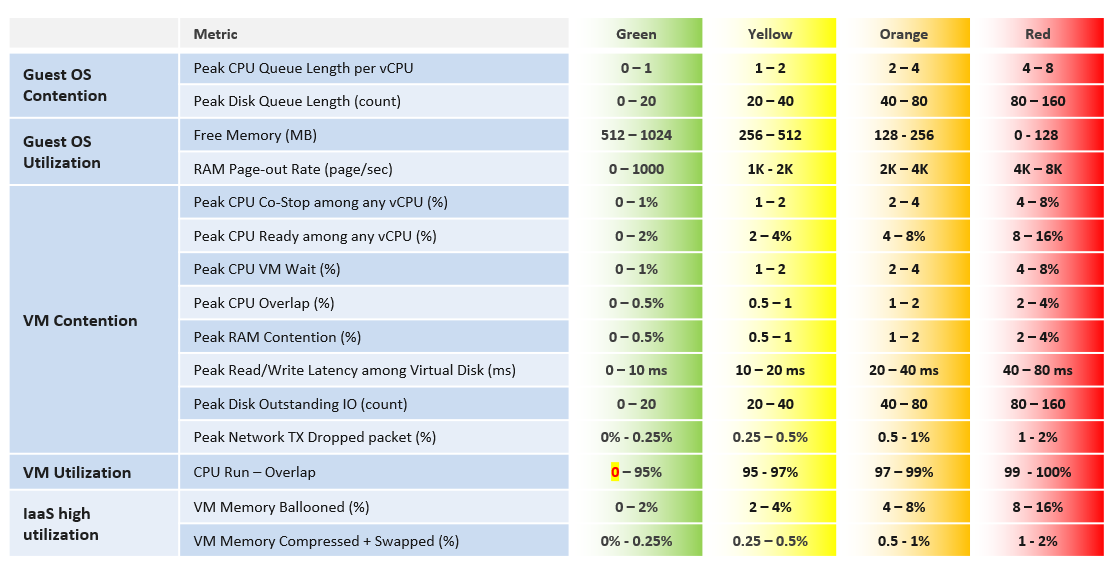 Metric Green Yellow Orange Red
Guest OS Contention
Peak CPU Queue Length per vCPU 0 – 1 1 – 2 2 – 4 4 – 8
Peak Disk Queue Length (count) 0 – 20 20 – 40 40 – 80 80 – 160
Guest OS Utilization
Free Memory (MB) 512 – 1024 256 – 512 128 - 256 0 - 128
RAM Page-out Rate (page/sec) 0 – 1000 1K - 2K 2K – 4K 4K – 8K
VM Contention
Peak CPU Co-Stop among any vCPU (%) 0 – 1% 1 – 2 2 – 4 4 – 8%
Peak CPU Ready among any vCPU (%) 0 – 2% 2 – 4% 4 – 8% 8 – 16%
Peak CPU VM Wait (%) 0 – 1% 1 – 2 2 – 4 4 – 8%
Peak CPU Overlap (%) 0 – 0.5% 0.5 – 1 1 – 2 2 – 4%
Peak RAM Contention (%) 0 – 0.5% 0.5 – 1 1 – 2 2 – 4%
Peak Read/Write Latency among Virtual Disk (ms) 0 – 10 ms 10 – 20 ms 20 – 40 ms 40 – 80 ms
Peak Disk Outstanding IO (count) 0 – 20 20 – 40 40 – 80 80 – 160
Peak Network TX Dropped packet (%) 0% - 0.25% 0.25 – 0.5% 0.5 - 1% 1 - 2%
VM Utilization
CPU Run – Overlap 0 – 95% 95 - 97% 97 – 99% 99 - 100%
IaaS high utilization
VM Memory Ballooned (%) 0 – 2% 2 – 4% 4 – 8% 8 – 16%
VM Memory Compressed + Swapped (%) 0% - 0.25% 0.25 – 0.5% 0.5 - 1% 1 - 2%